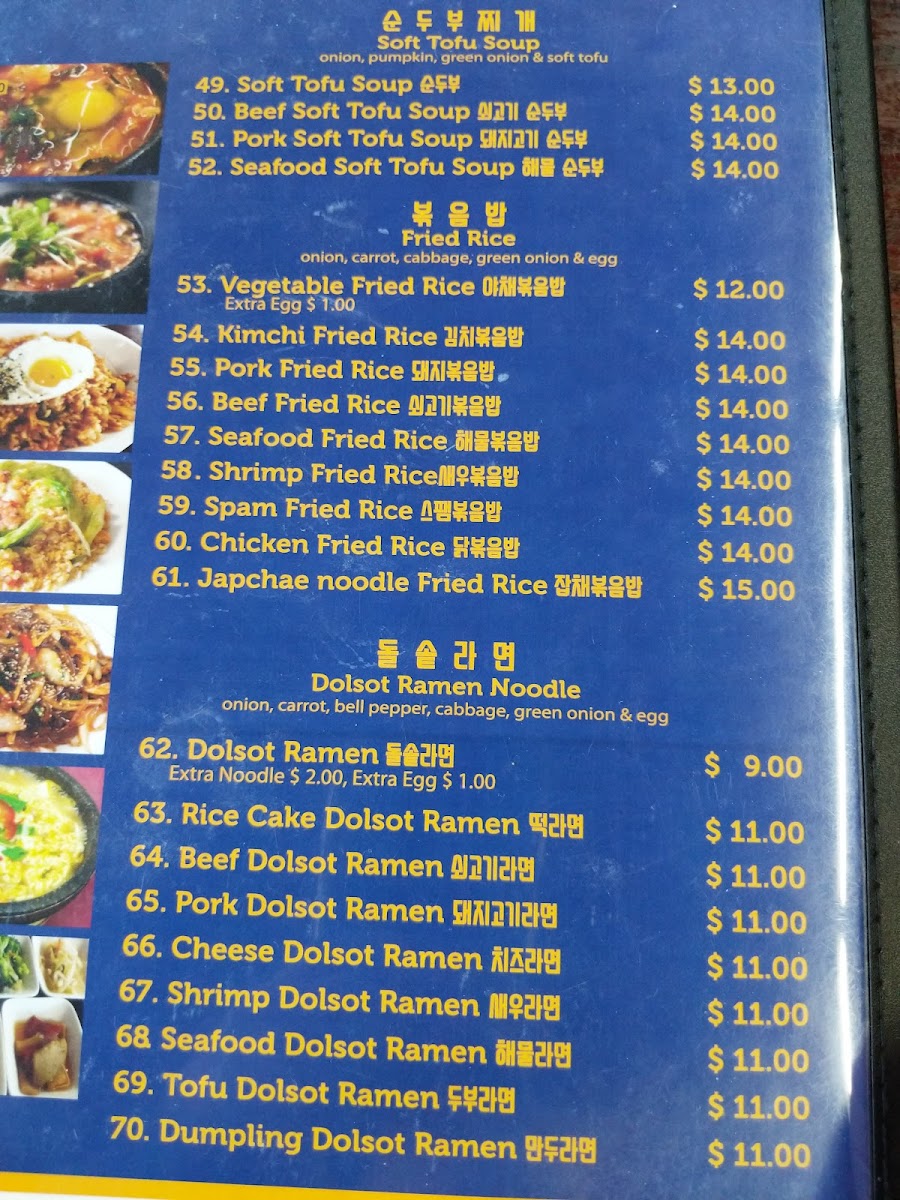 순두부찌개
Soft Tofu Soup
onion, pumpkin, green onion & soft tofu
49. Soft Tofu Soup 순두부 $ 13.00
50. Beef Soft Tofu Soup 쇠고기 순두부 $ 14.00
51. Pork Soft Tofu Soup 돼지고기 순두부 $ 14.00
52. Seafood Soft Tofu Soup 해물 순두부 $ 14.00
볶음밥
Fried Rice
onion, carrot, cabbage, green onion & egg
53. Vegetable Fried Rice 야채볶음밥 $ 12.00
Extra Egg $ 1.00
54. Kimchi Fried Rice 김치볶음밥 $ 14.00
55. Pork Fried Rice 돼지볶음밥 $ 14.00
56. Beef Fried Rice 쇠고기볶음밥 $ 14.00
57. Seafood Fried Rice 해물볶음밥 $ 14.00
58. Shrimp Fried Rice새우볶음밥 $ 14.00
59. Spam Fried Rice 스팸볶음밥 $ 14.00
60. Chicken Fried Rice 닭볶음밥 $ 14.00
61. Japchae noodle Fried Rice 잡채볶음밥 $ 15.00
돌솥라면
Dolsot Ramen Noodle
onion, carrot, bell pepper, cabbage, green onion & egg
62. Dolsot Ramen 돌솥라면 $ 9.00
Extra Noodle $ 2.00, Extra Egg $ 1.00
63. Rice Cake Dolsot Ramen 떡라면 $ 11.00
64. Beef Dolsot Ramen 쇠고기라면 $ 11.00
65. Pork Dolsot Ramen 돼지고기라면 $ 11.00
66. Cheese Dolsot Ramen 치즈라면 $ 11.00
67. Shrimp Dolsot Ramen 새우라면 $ 11.00
68. Seafood Dolsot Ramen 해물라면 $ 11.00
69. Tofu Dolsot Ramen 두부라면 $ 11.00
70. Dumpling Dolsot Ramen 만두라면 $ 11.00